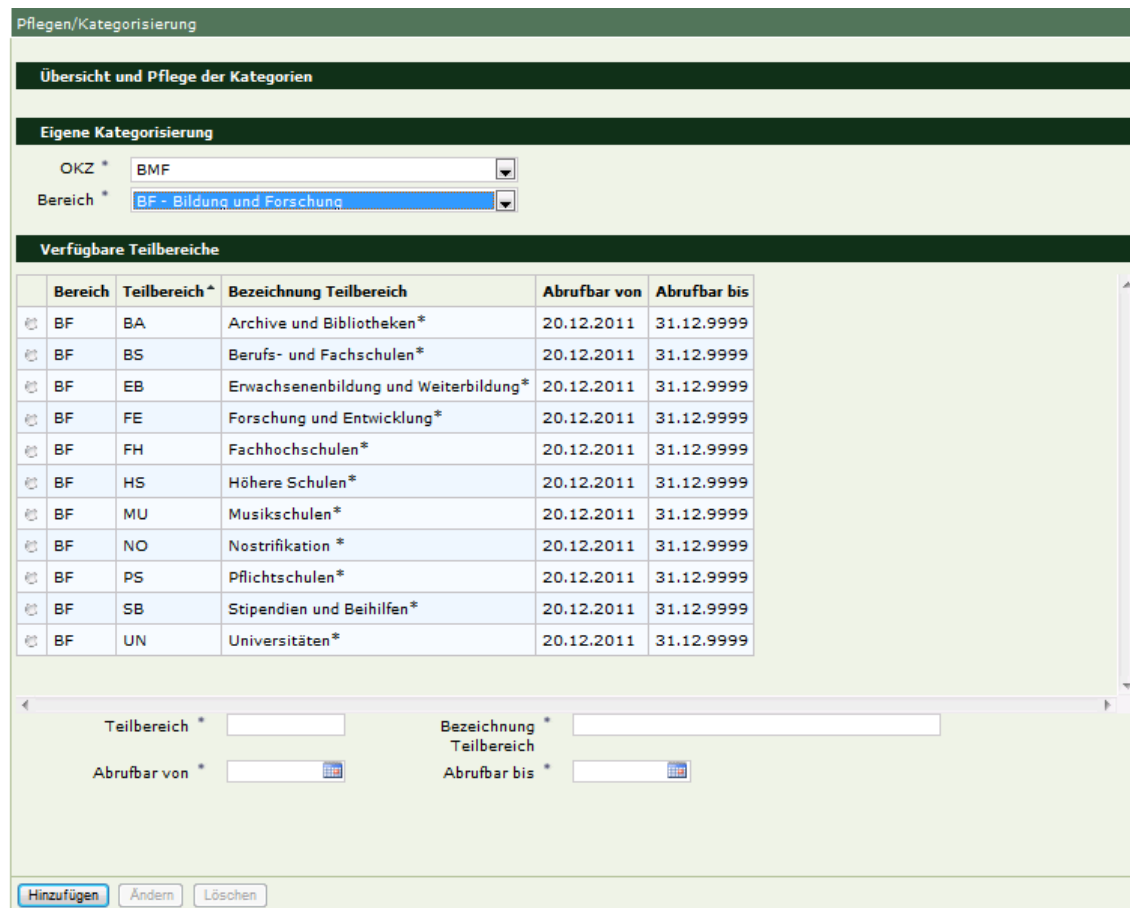 Pflegen/Kategorisierung
Übersicht und Pflege der Kategorien
Eigene Kategorisierung
OKZ * BMF
Bereich * BF - Bildung und Forschung
Verfügbare Teilbereiche
Bereich Teilbereich Bezeichnung Teilbereich Abrufbar von Abrufbar bis
BF BA Archive und Bibliotheken* 20.12.2011 31.12.9999
BF BS Berufs- und Fachschulen* 20.12.2011 31.12.9999
BF EB Erwachsenenbildung und Weiterbildung* 20.12.2011 31.12.9999
BF FE Forschung und Entwicklung* 20.12.2011 31.12.9999
BF FH Fachhochschulen* 20.12.2011 31.12.9999
BF HS Höhere Schulen* 20.12.2011 31.12.9999
BF MU Musikschulen* 20.12.2011 31.12.9999
BF NO Nostrifikation * 20.12.2011 31.12.9999
BF PS Pflichtschulen* 20.12.2011 31.12.9999
BF SB Stipendien und Beihilfen* 20.12.2011 31.12.9999
BF UN Universitäten* 20.12.2011 31.12.9999
Teilbereich * Bezeichnung *
Teilbereich
Abrufbar von * Abrufbar bis *
Hinzufügen Ändern Löschen